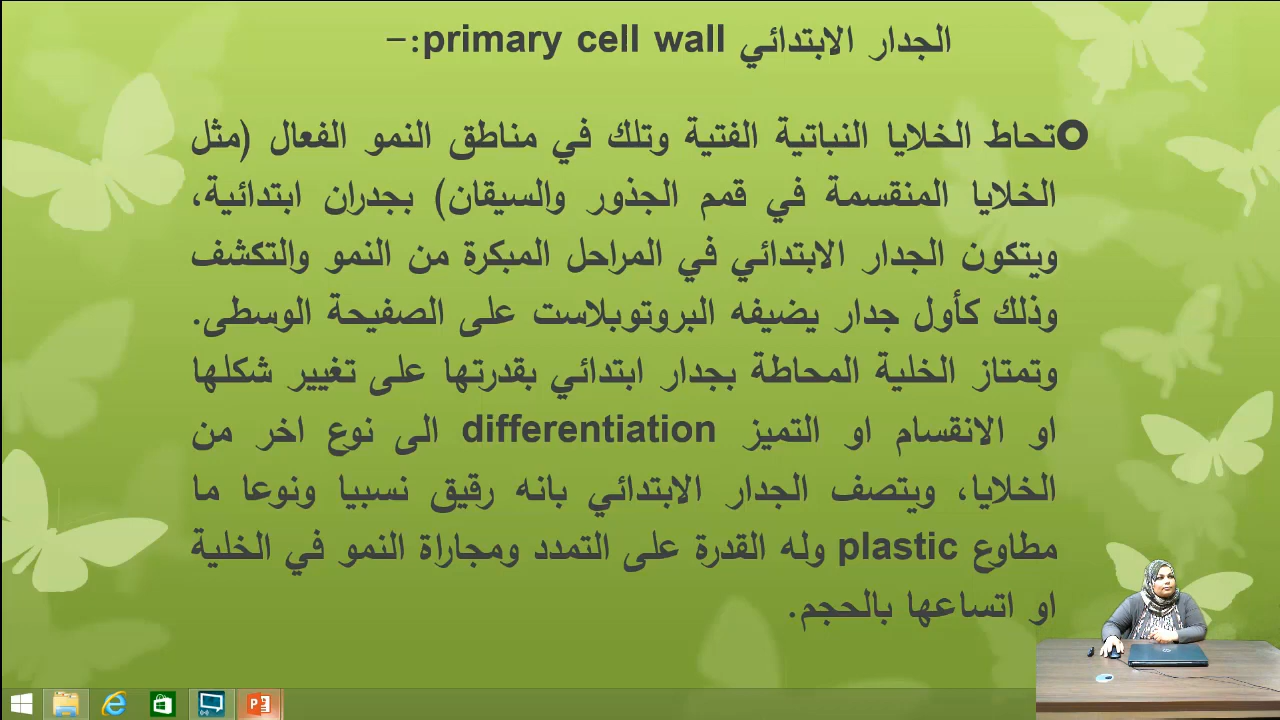 الجدار الابتدائي primary cell wall:-
تحاط الخلايا النباتية الفتية وتلك في مناطق النمو الفعال (مثل
الخلايا المنقسمة في قمم الجذور والسيقان) بجدران ابتدائية،
ويتكون الجدار الابتدائي في المراحل المبكرة من النمو والتكشف
وذلك كأول جدار يضيفه البروتوبلاست على الصفيحة الوسطى.
وتمتاز الخلية المحاطة بجدار ابتدائي بقدرتها على تغيير شكلها
او الانقسام او التميز differentiation الى نوع اخر من
الخلايا، ويتصف الجدار الابتدائي بانه رقيق نسبيا ونوعا ما
مطاوع plastic وله القدرة على التمدد ومجاراة النمو في الخلية
او اتساعها بالحجم.